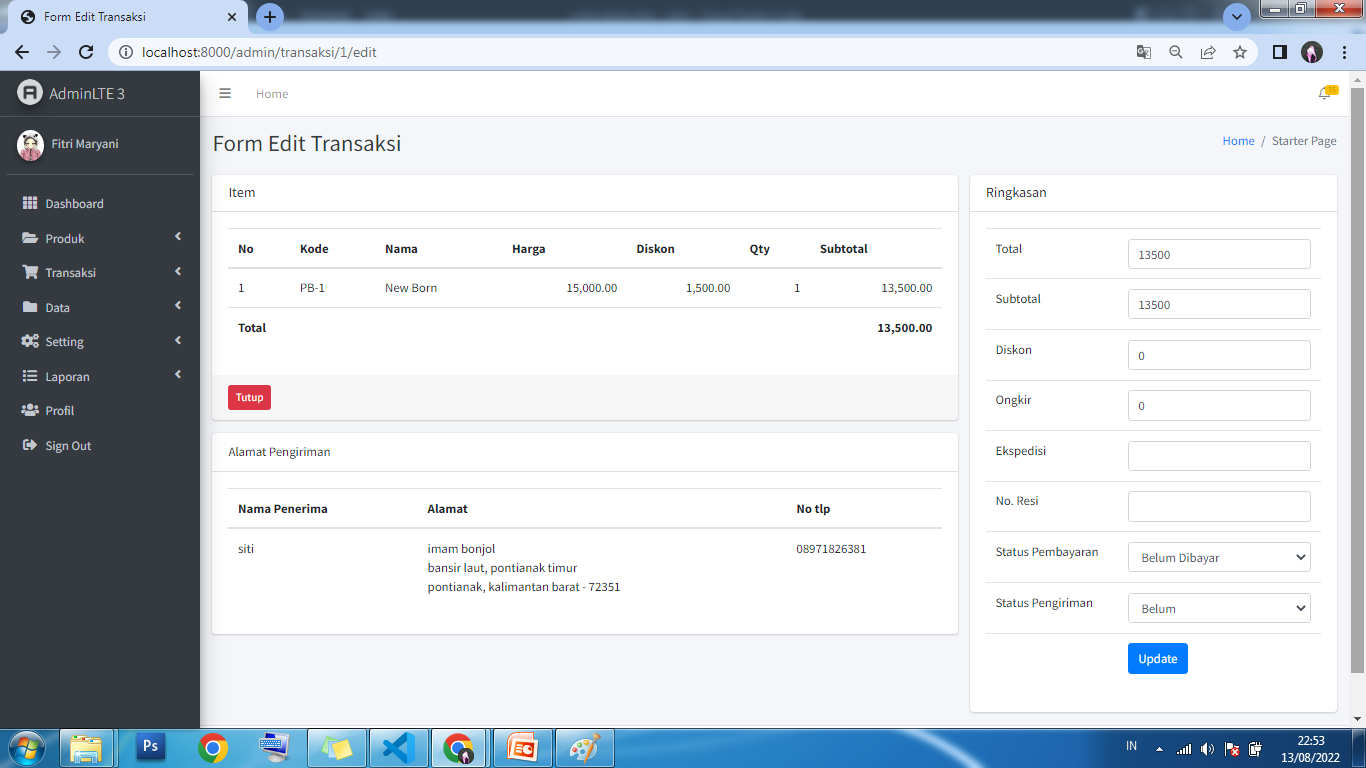 Form Edit Transaksi
localhost:8000/admin/transaksi/1/edit
AdminLTE 3
Home
15
Fitri Maryani
Form Edit Transaksi
Home / Starter Page
Dashboard
Produk
Transaksi
Data
Setting
Laporan
Profil
Sign Out
Item
No Kode Nama Harga Diskon Qty Subtotal
1 PB-1 New Born 15,000.00 1,500.00 1 13,500.00
Total 13,500.00
Tutup
Alamat Pengiriman
Nama Penerima Alamat No tlp
siti imam bonjol 08971826381
bansir laut, pontianak timur
pontianak, kalimantan barat - 72351
Ringkasan
Total 13500
Subtotal 13500
Diskon 0
Ongkir 0
Ekspedisi
No. Resi
Status Pembayaran Belum Dibayar
Status Pengiriman Belum
Update
Ps
IN
22:53
13/08/2022